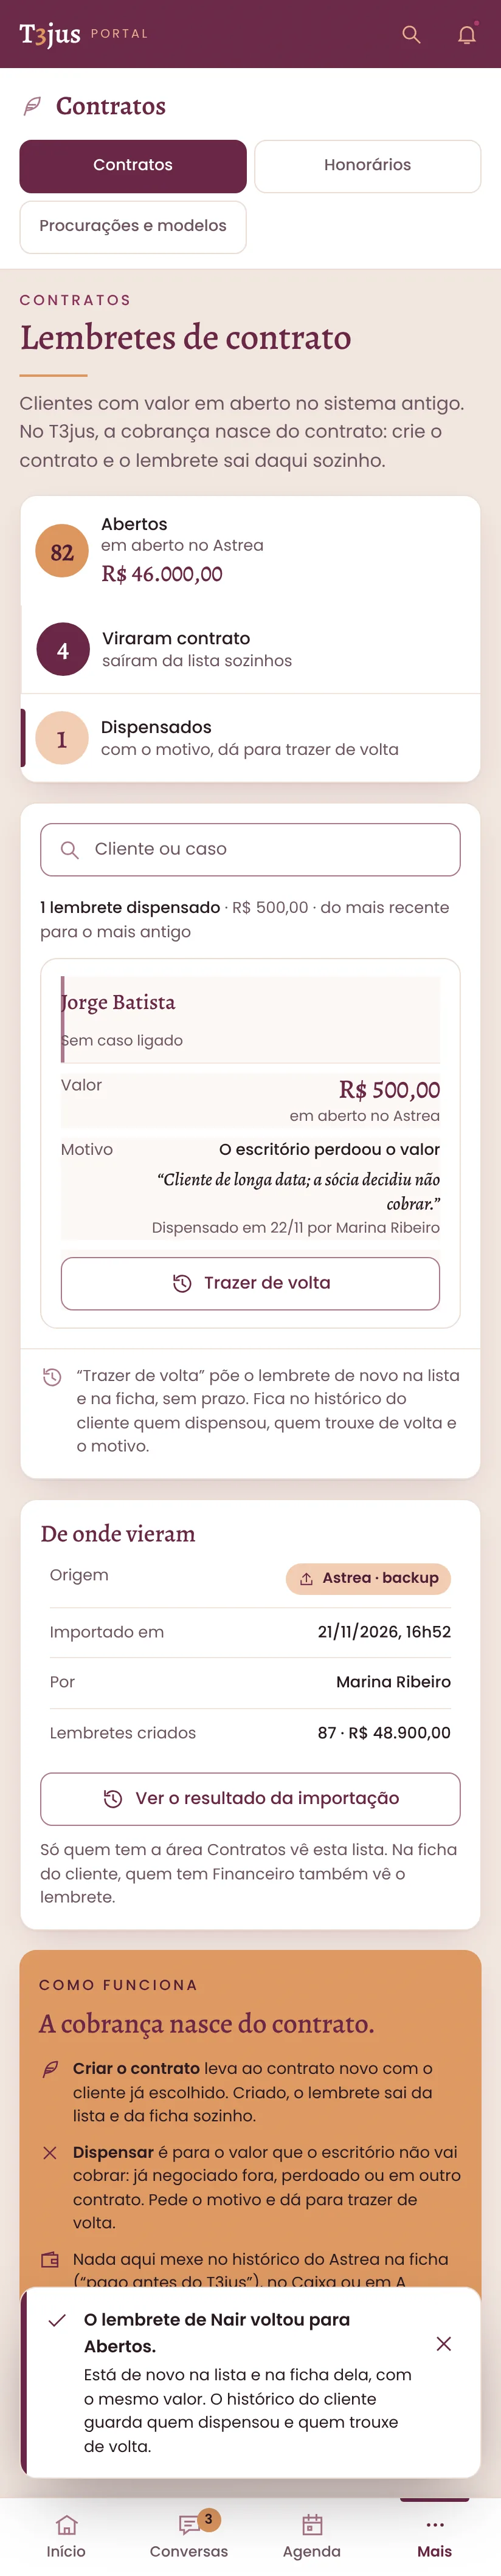 T3jus PORTAL
Contratos
Contratos
Honorários
Procurações e modelos
CONTRATOS
Lembretes de contrato
Clientes com valor em aberto no sistema antigo.
No T3jus, a cobrança nasce do contrato: crie o
contrato e o lembrete sai daqui sozinho.
82
Abertos
em aberto no Astrea
R$ 46.000,00
4
Viraram contrato
saíram da lista sozinhos
1
Dispensados
com o motivo, dá para trazer de volta
Cliente ou caso
1 lembrete dispensado · R$ 500,00 · do mais recente
para o mais antigo
Jorge Batista
Sem caso ligado
Valor
R$ 500,00
em aberto no Astrea
Motivo
O escritório perdoou o valor
“Cliente de longa data; a sócia decidiu não
cobrar.”
Dispensado em 22/11 por Marina Ribeiro
Trazer de volta
“Trazer de volta” põe o lembrete de novo na lista
e na ficha, sem prazo. Fica no histórico do
cliente quem dispensou, quem trouxe de volta e
o motivo.
De onde vieram
Origem
Astrea · backup
Importado em
21/11/2026, 16h52
Por
Marina Ribeiro
Lembretes criados
87 · R$ 48.900,00
Ver o resultado da importação
Só quem tem a área Contratos vê esta lista. Na ficha
do cliente, quem tem Financeiro também vê o
lembrete.
COMO FUNCIONA
A cobrança nasce do contrato.
Criar o contrato leva ao contrato novo com o
cliente já escolhido. Criado, o lembrete sai da
lista e da ficha sozinho.
Dispensar é para o valor que o escritório não vai
cobrar: já negociado fora, perdoado ou em outro
contrato. Pede o motivo e dá para trazer de
volta.
Nada aqui mexe no histórico do Astrea na ficha
(“pago antes do T3jus”), no Caixa ou em A
O lembrete de Nair voltou para
Abertos.
Está de novo na lista e na ficha dela, com
o mesmo valor. O histórico do cliente
guarda quem dispensou e quem trouxe
de volta.
Início
3
Conversas
Agenda
Mais